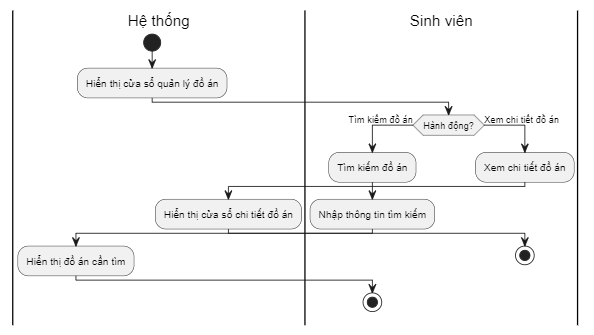 Hệ thống
Sinh viên
Hiển thị cửa sổ quản lý đồ án
Tìm kiếm đồ án
Hành động?
Xem chi tiết đồ án
Tìm kiếm đồ án
Xem chi tiết đồ án
Hiển thị cửa sổ chi tiết đồ án
Nhập thông tin tìm kiếm
Hiển thị đồ án cần tìm